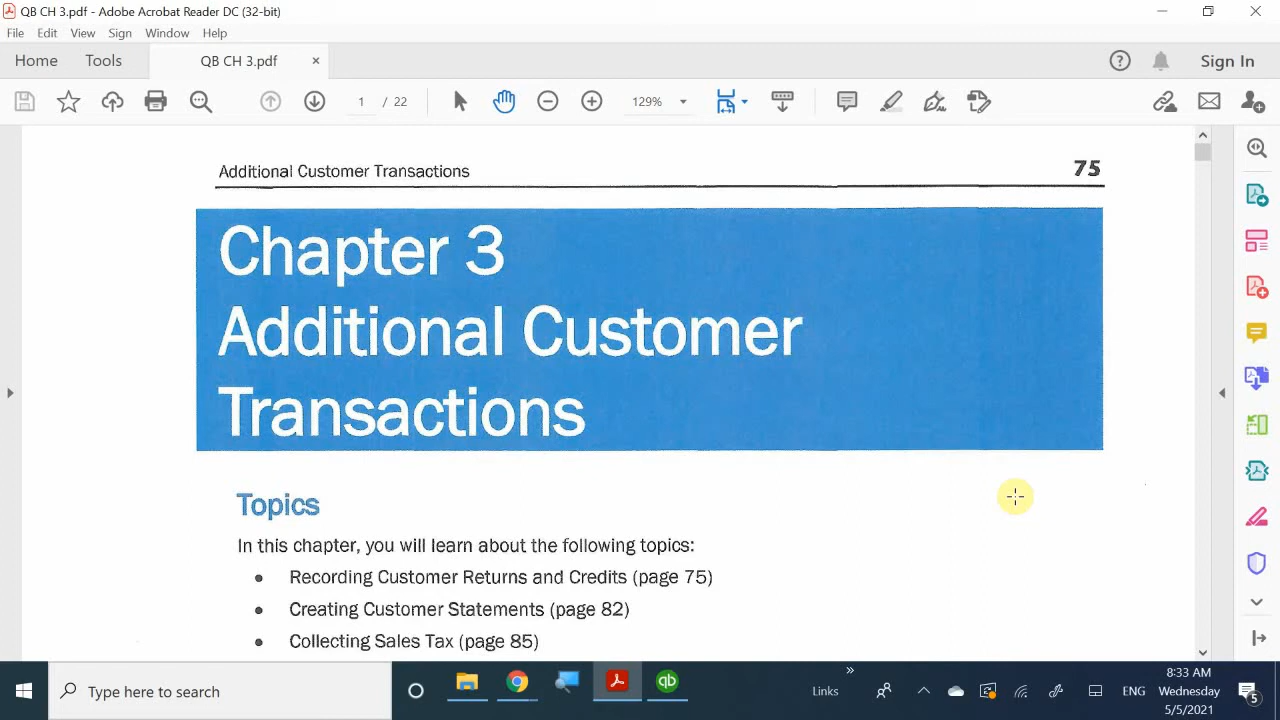 QB CH 3.pdf - Adobe Acrobat Reader DC (32-bit)
File Edit View Sign Window Help
Home Tools QB CH 3.pdf × Sign In
1 / 22 129%
Additional Customer Transactions 75
Chapter 3
Additional Customer
Transactions
Topics
In this chapter, you will learn about the following topics:
• Recording Customer Returns and Credits (page 75)
• Creating Customer Statements (page 82)
• Collecting Sales Tax (page 85)
Type here to search
qb
Links
»
ENG
8:33 AM
Wednesday
5/5/2021
5